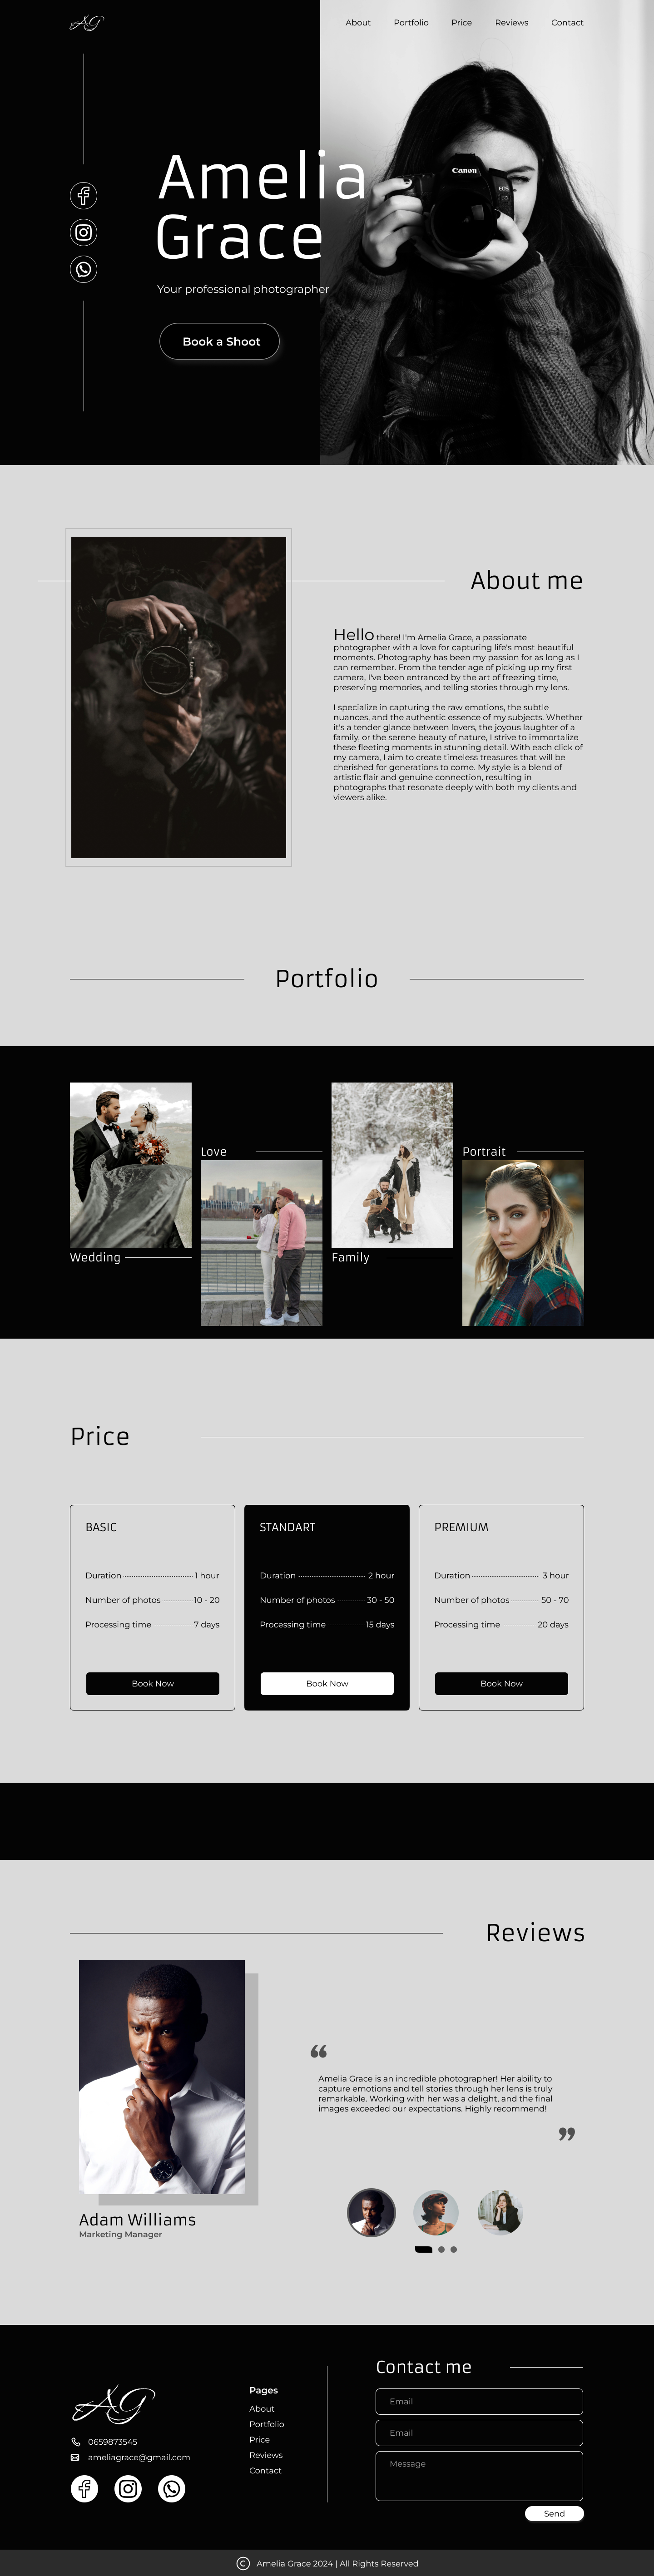 AG
About Portfolio Price Reviews Contact
Canon
EOS
Amelia
Grace
Your professional photographer
Book a Shoot
About me
Hello there! I'm Amelia Grace, a passionate
photographer with a love for capturing life's most beautiful
moments. Photography has been my passion for as long as I
can remember. From the tender age of picking up my first
camera, I've been entranced by the art of freezing time,
preserving memories, and telling stories through my lens.
I specialize in capturing the raw emotions, the subtle
nuances, and the authentic essence of my subjects. Whether
it's a tender glance between lovers, the joyous laughter of a
family, or the serene beauty of nature, I strive to immortalize
these fleeting moments in stunning detail. With each click of
my camera, I aim to create timeless treasures that will be
cherished for generations to come. My style is a blend of
artistic flair and genuine connection, resulting in
photographs that resonate deeply with both my clients and
viewers alike.
Portfolio
Love
Portrait
Wedding
Family
Price
BASIC
Duration 1 hour
Number of photos 10 - 20
Processing time 7 days
Book Now
STANDART
Duration 2 hour
Number of photos 30 - 50
Processing time 15 days
Book Now
PREMIUM
Duration 3 hour
Number of photos 50 - 70
Processing time 20 days
Book Now
Reviews
“
Amelia Grace is an incredible photographer! Her ability to
capture emotions and tell stories through her lens is truly
remarkable. Working with her was a delight, and the final
images exceeded our expectations. Highly recommend!
”
Adam Williams
Marketing Manager
AG
0659873545
ameliagrace@gmail.com
Pages
About
Portfolio
Price
Reviews
Contact
Contact me
Email
Email
Message
Send
© Amelia Grace 2024 | All Rights Reserved